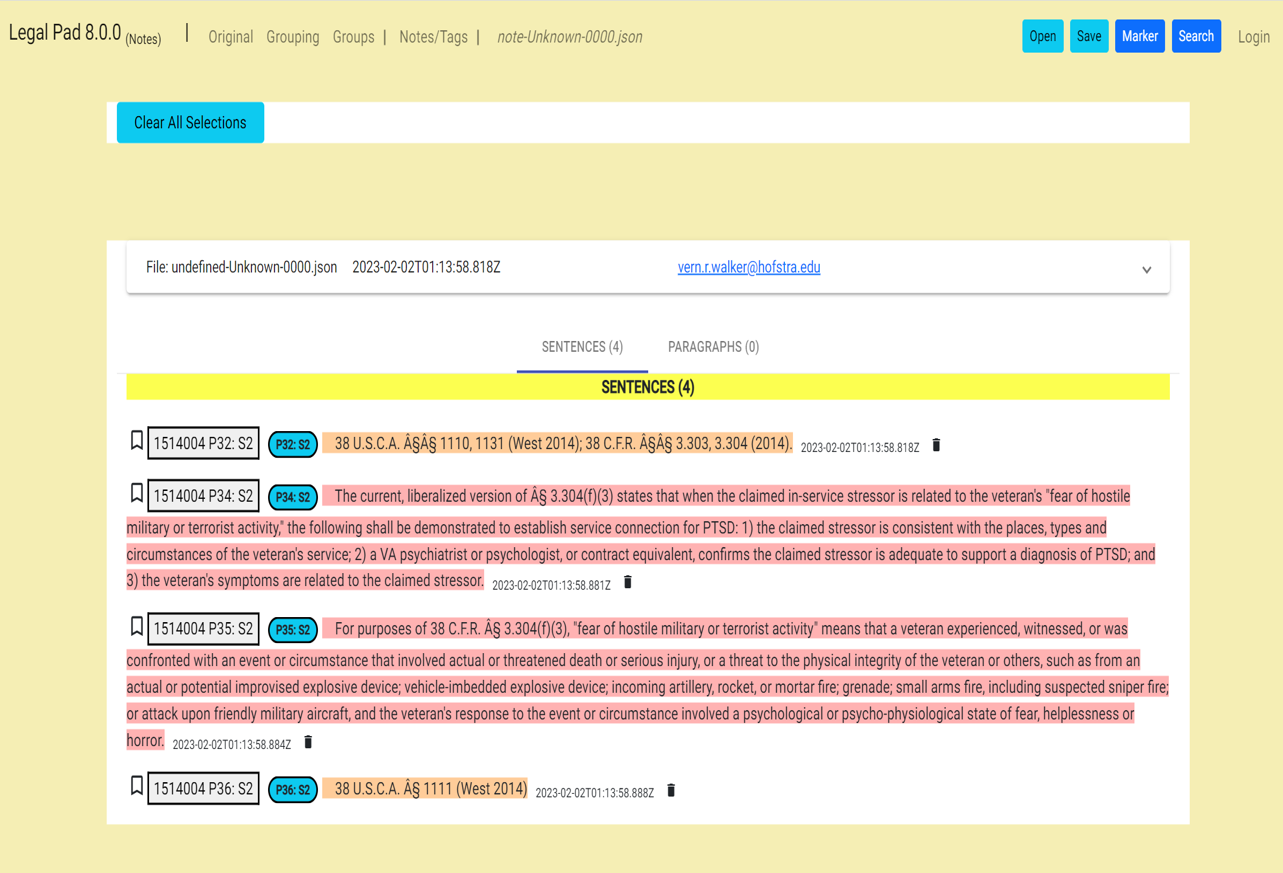 Legal Pad 8.0.0 (Notes) | Original Grouping Groups | Notes/Tags | note-Unknown-0000.json Open Save Marker Search Login
Clear All Selections
File: undefined-Unknown-0000.json 2023-02-02T01:13:58.818Z vern.r.walker@hofstra.edu
SENTENCES (4) PARAGRAPHS (0)
SENTENCES (4)
1514004 P32: S2 P32: S2 38 U.S.C.A. Â§Â§ 1110, 1131 (West 2014); 38 C.F.R. Â§Â§ 3.303, 3.304 (2014). 2023-02-02T01:13:58.818Z
1514004 P34: S2 P34: S2 The current, liberalized version of Â§ 3.304(f)(3) states that when the claimed in-service stressor is related to the veteran's "fear of hostile
military or terrorist activity," the following shall be demonstrated to establish service connection for PTSD: 1) the claimed stressor is consistent with the places, types and
circumstances of the veteran's service; 2) a VA psychiatrist or psychologist, or contract equivalent, confirms the claimed stressor is adequate to support a diagnosis of PTSD; and
3) the veteran's symptoms are related to the claimed stressor. 2023-02-02T01:13:58.881Z
1514004 P35: S2 P35: S2 For purposes of 38 C.F.R. Â§ 3.304(f)(3), "fear of hostile military or terrorist activity" means that a veteran experienced, witnessed, or was
confronted with an event or circumstance that involved actual or threatened death or serious injury, or a threat to the physical integrity of the veteran or others, such as from an
actual or potential improvised explosive device; vehicle-imbedded explosive device; incoming artillery, rocket, or mortar fire; grenade; small arms fire, including suspected sniper fire;
or attack upon friendly military aircraft, and the veteran's response to the event or circumstance involved a psychological or psycho-physiological state of fear, helplessness or
horror. 2023-02-02T01:13:58.884Z
1514004 P36: S2 P36: S2 38 U.S.C.A. Â§ 1111 (West 2014) 2023-02-02T01:13:58.888Z